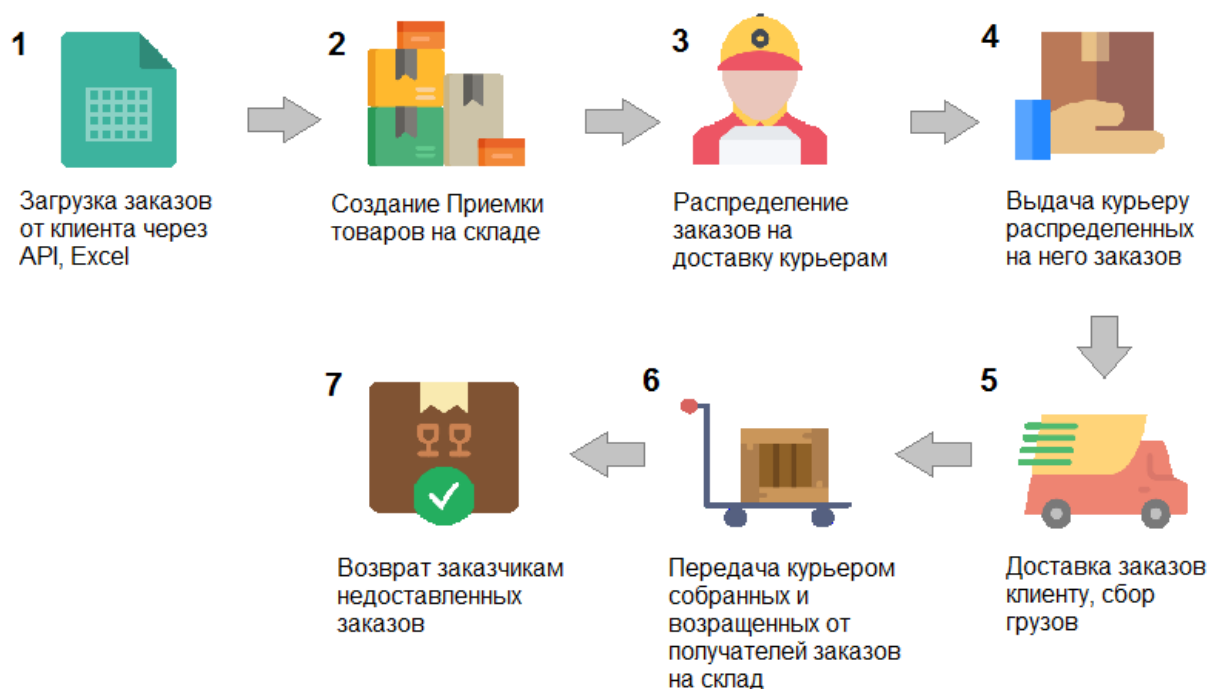 1
Загрузка заказов
от клиента через
API, Excel
2
Создание Приемки
товаров на складе
3
Распределение
заказов на
доставку курьерам
4
Выдача курьеру
распределенных
на него заказов
5
Доставка заказов
клиенту, сбор
грузов
6
Передача курьером
собранных и
возращенных от
получателей заказов
на склад
7
Возврат заказчикам
недоставленных
заказов